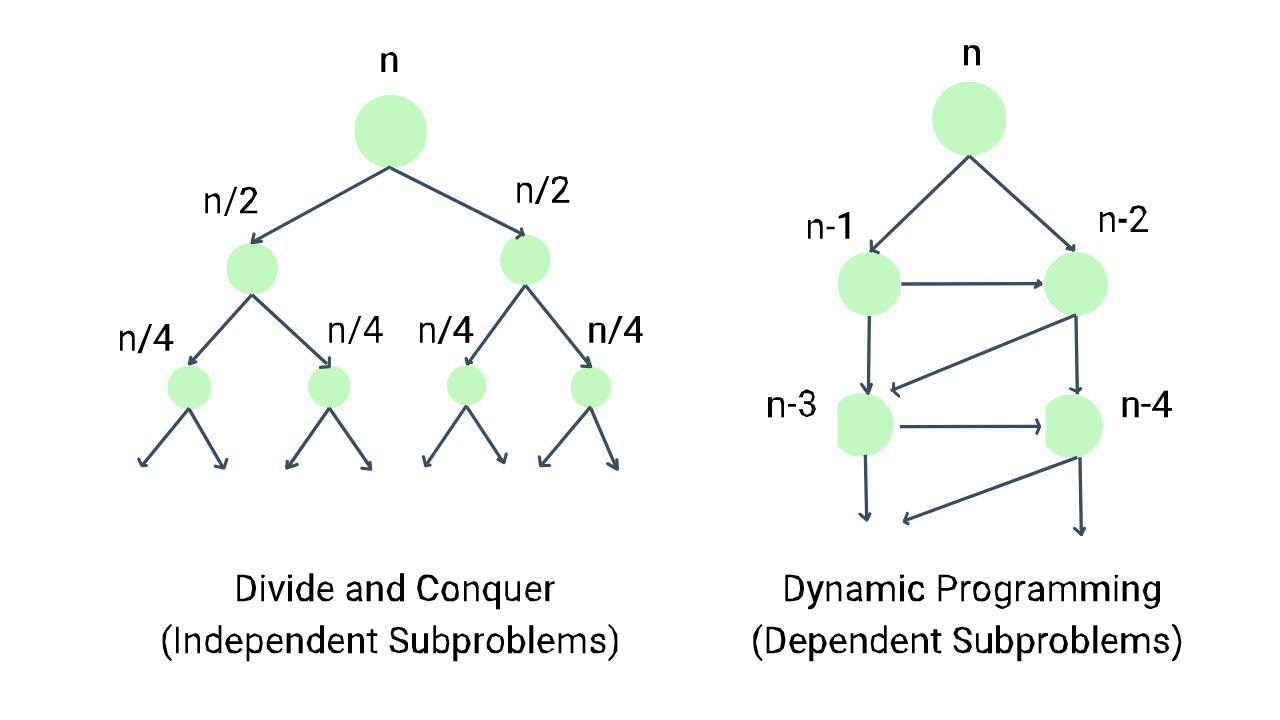 n
n/2
n/2
n/4
n/4
n/4
n/4
Divide and Conquer
(Independent Subproblems)
n
n-1
n-2
n-3
n-4
Dynamic Programming
(Dependent Subproblems)